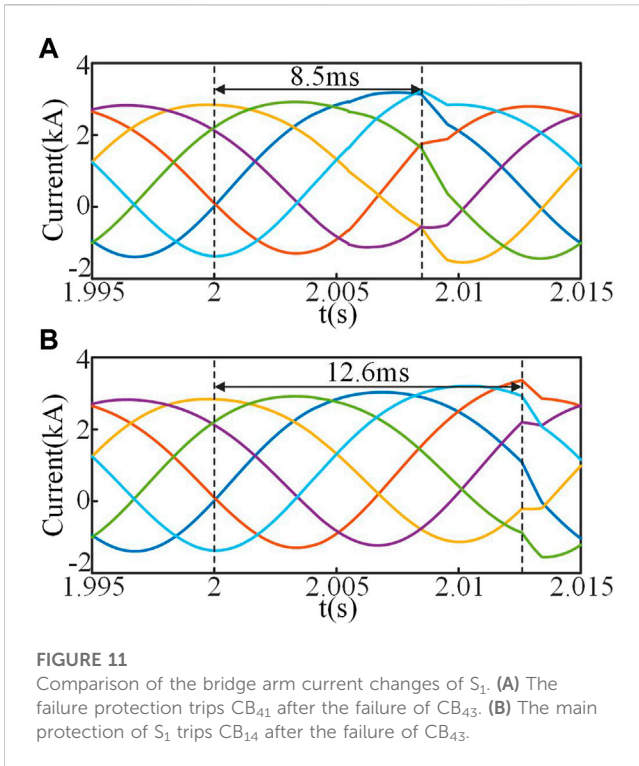 A
4
2
0
-2
Current(kA)
8.5ms
1.995 2 2.005 2.01 2.015
t(s)
B
4
2
0
-2
Current(kA)
12.6ms
1.995 2 2.005 2.01 2.015
t(s)
FIGURE 11
Comparison of the bridge arm current changes of S₁. (A) The
failure protection trips CB₄₁ after the failure of CB₄₃. (B) The main
protection of S₁ trips CB₁₄ after the failure of CB₄₃.